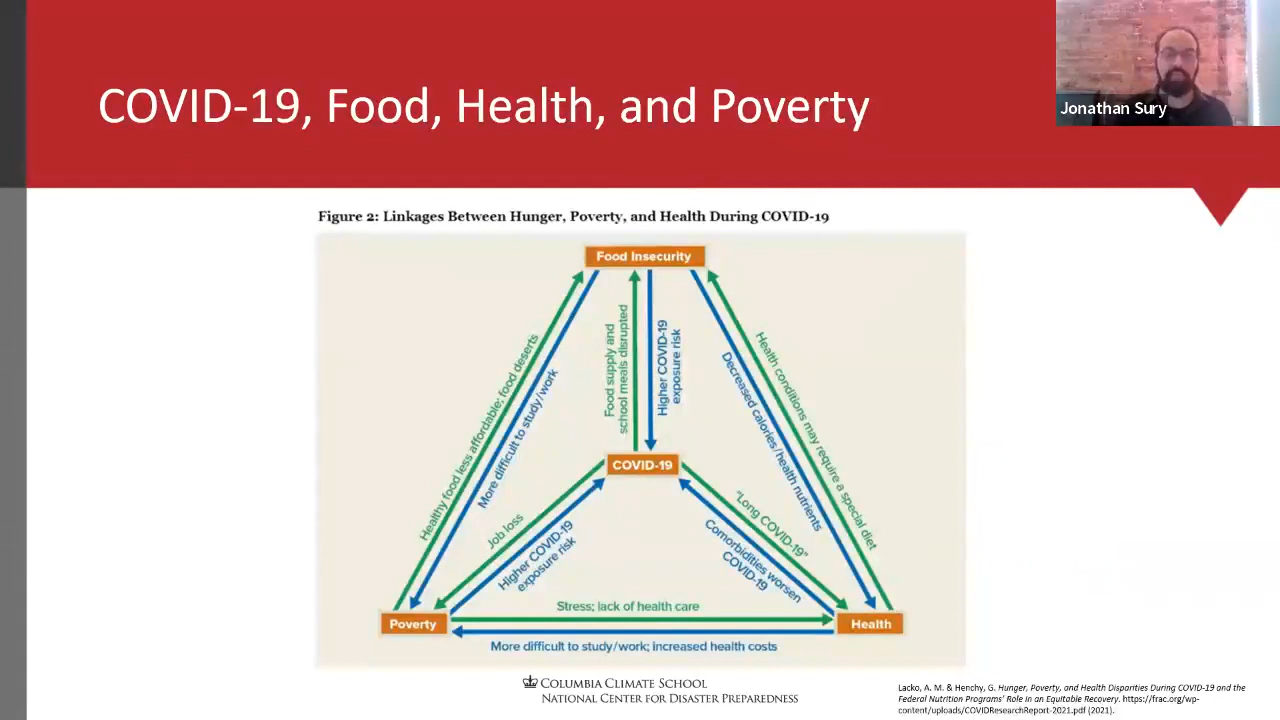 COVID-19, Food, Health, and Poverty
Jonathan Sury
Figure 2: Linkages Between Hunger, Poverty, and Health During COVID-19
Food Insecurity
Healthy food less affordable; food deserts
More difficult to study/work
Food supply and
school meals disrupted
Higher COVID-19
exposure risk
Decreased calories/health nutrients
Health conditions may require a special diet
COVID-19
Job loss
Higher COVID-19
exposure risk
"Long COVID-19"
Comorbidities worsen
COVID-19
Poverty
Stress; lack of health care
Health
More difficult to study/work; increased health costs
COLUMBIA CLIMATE SCHOOL
NATIONAL CENTER FOR DISASTER PREPAREDNESS
Lacko, A. M. & Henchy, G. Hunger, Poverty, and Health Disparities During COVID-19 and the
Federal Nutrition Programs' Role in an Equitable Recovery. https://frac.org/wp-
content/uploads/COVIDResearchReport-2021.pdf (2021).